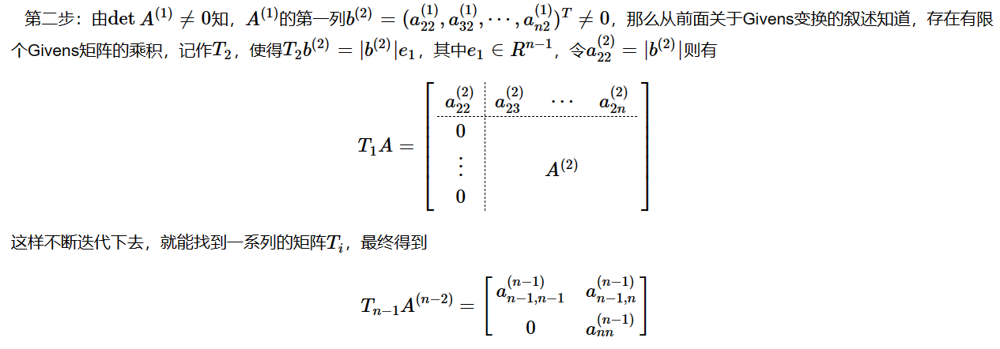 第二步：由$\det A^{(1)} \neq 0$知，$A^{(1)}$的第一列$b^{(2)} = (a_{22}^{(1)}, a_{32}^{(1)}, \cdots, a_{n2}^{(1)})^T \neq 0$，那么从前面关于Givens变换的叙述知道，存在有限
个Givens矩阵的乘积，记作$T_2$，使得$T_2 b^{(2)} = |b^{(2)}| e_1$，其中$e_1 \in R^{n-1}$，令$a_{22}^{(2)} = |b^{(2)}|$则有
$$T_1 A = \left[\begin{array}{c:ccc} a_{22}^{(2)} & a_{23}^{(2)} & \cdots & a_{2n}^{(2)} \\ \hdashline 0 & & & \\ \vdots & & A^{(2)} & \\ 0 & & & \end{array}\right]$$
这样不断迭代下去，就能找到一系列的矩阵$T_i$，最终得到
$$T_{n-1} A^{(n-2)} = \begin{bmatrix} a_{n-1,n-1}^{(n-1)} & a_{n-1,n}^{(n-1)} \\ 0 & a_{nn}^{(n-1)} \end{bmatrix}$$